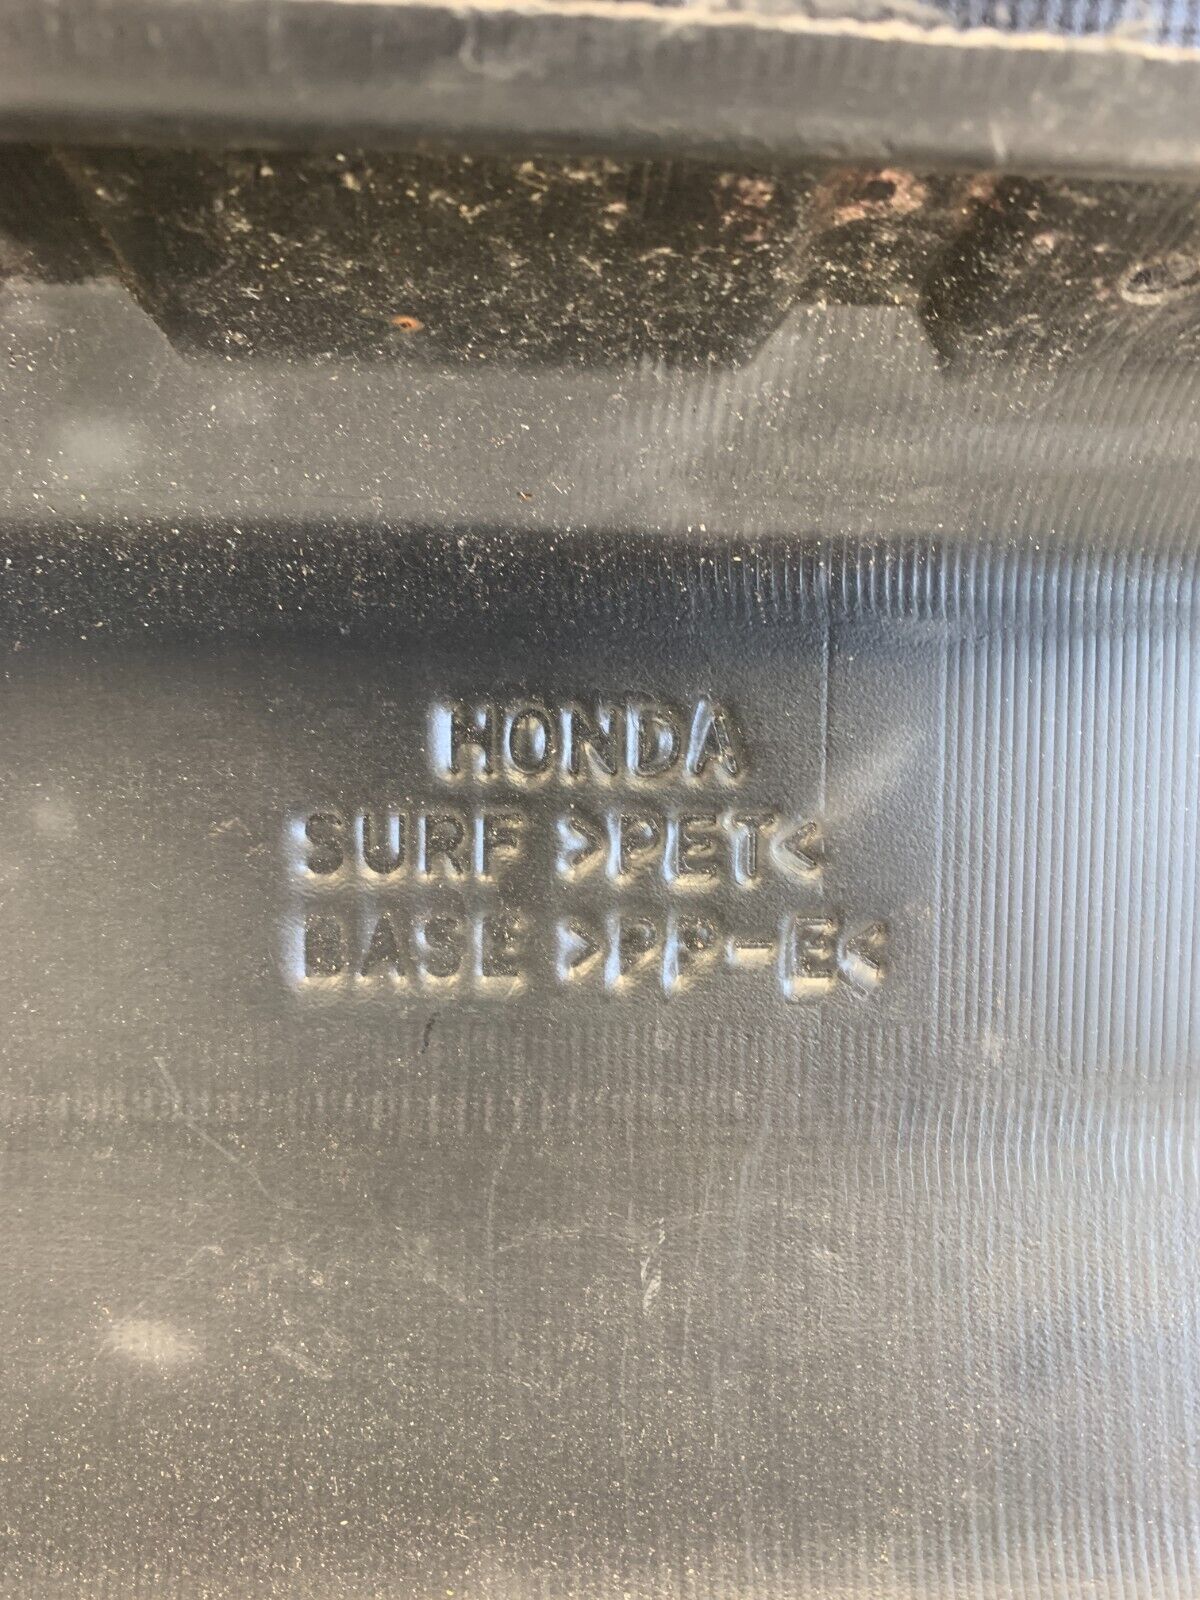 HONDA
SURF >PET<
BASE >PP-E<